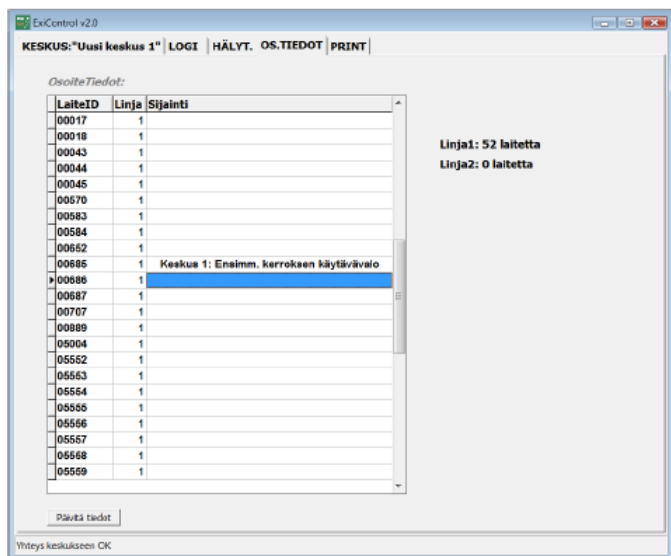 ExiControl v2.0
KESKUS:"Uusi keskus 1" LOGI HÄLYT. OS.TIEDOT PRINT
OsoiteTiedot:
LaiteID Linja Sijainti
00017 1
00018 1
00043 1
00044 1
00045 1
00570 1
00583 1
00584 1
00652 1
00685 1 Keskus 1: Ensimm. kerroksen käytävävalo
00686 1
00687 1
00707 1
00889 1
05004 1
05552 1
05553 1
05554 1
05555 1
05556 1
05557 1
05558 1
05559 1
Linja1: 52 laitetta
Linja2: 0 laitetta
Päivitä tiedot
Yhteys keskukseen OK